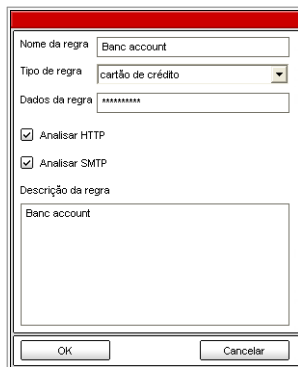 Nome da regra Banc account
Tipo de regra cartão de crédito
Dados da regra **********
Analisar HTTP
Analisar SMTP
Descrição da regra
Banc account
OK Cancelar